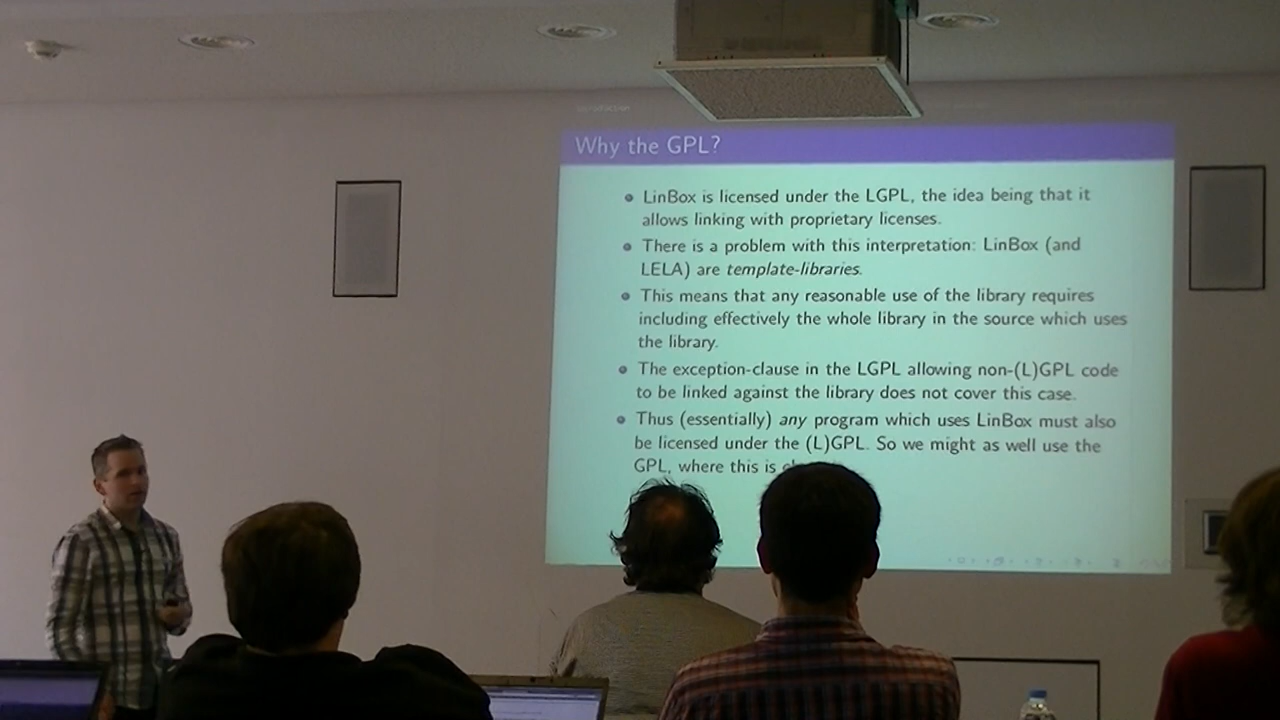 Why the GPL?
LinBox is licensed under the LGPL, the idea being that it
allows linking with proprietary licenses.
There is a problem with this interpretation: LinBox (and
LELA) are template-libraries.
This means that any reasonable use of the library requires
including effectively the whole library in the source which uses
the library.
The exception-clause in the LGPL allowing non-(L)GPL code
to be linked against the library does not cover this case.
Thus (essentially) any program which uses LinBox must also
be licensed under the (L)GPL. So we might as well use the
GPL, where this is